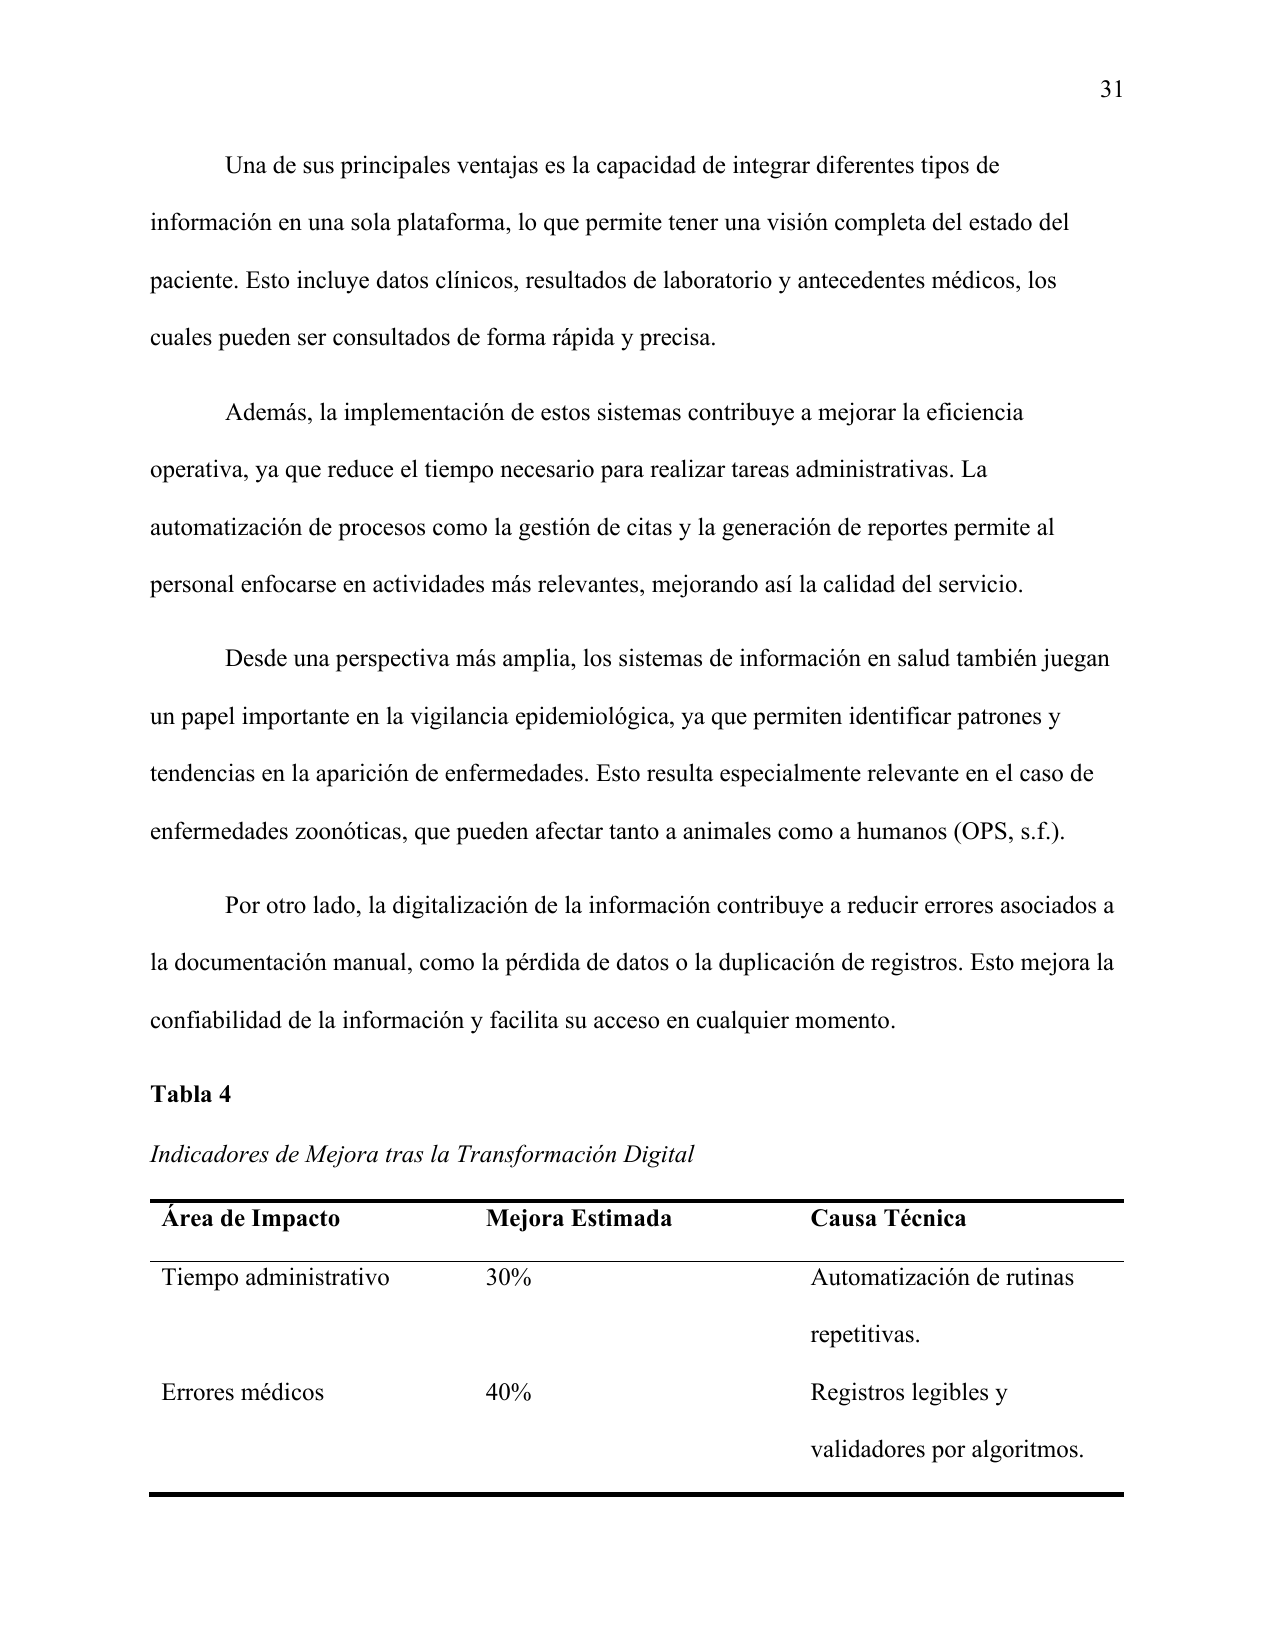 31
Una de sus principales ventajas es la capacidad de integrar diferentes tipos de
información en una sola plataforma, lo que permite tener una visión completa del estado del
paciente. Esto incluye datos clínicos, resultados de laboratorio y antecedentes médicos, los
cuales pueden ser consultados de forma rápida y precisa.
Además, la implementación de estos sistemas contribuye a mejorar la eficiencia
operativa, ya que reduce el tiempo necesario para realizar tareas administrativas. La
automatización de procesos como la gestión de citas y la generación de reportes permite al
personal enfocarse en actividades más relevantes, mejorando así la calidad del servicio.
Desde una perspectiva más amplia, los sistemas de información en salud también juegan
un papel importante en la vigilancia epidemiológica, ya que permiten identificar patrones y
tendencias en la aparición de enfermedades. Esto resulta especialmente relevante en el caso de
enfermedades zoonóticas, que pueden afectar tanto a animales como a humanos (OPS, s.f.).
Por otro lado, la digitalización de la información contribuye a reducir errores asociados a
la documentación manual, como la pérdida de datos o la duplicación de registros. Esto mejora la
confiabilidad de la información y facilita su acceso en cualquier momento.
Tabla 4
Indicadores de Mejora tras la Transformación Digital
Área de Impacto Mejora Estimada Causa Técnica
Tiempo administrativo 30% Automatización de rutinas
repetitivas.
Errores médicos 40% Registros legibles y
validadores por algoritmos.